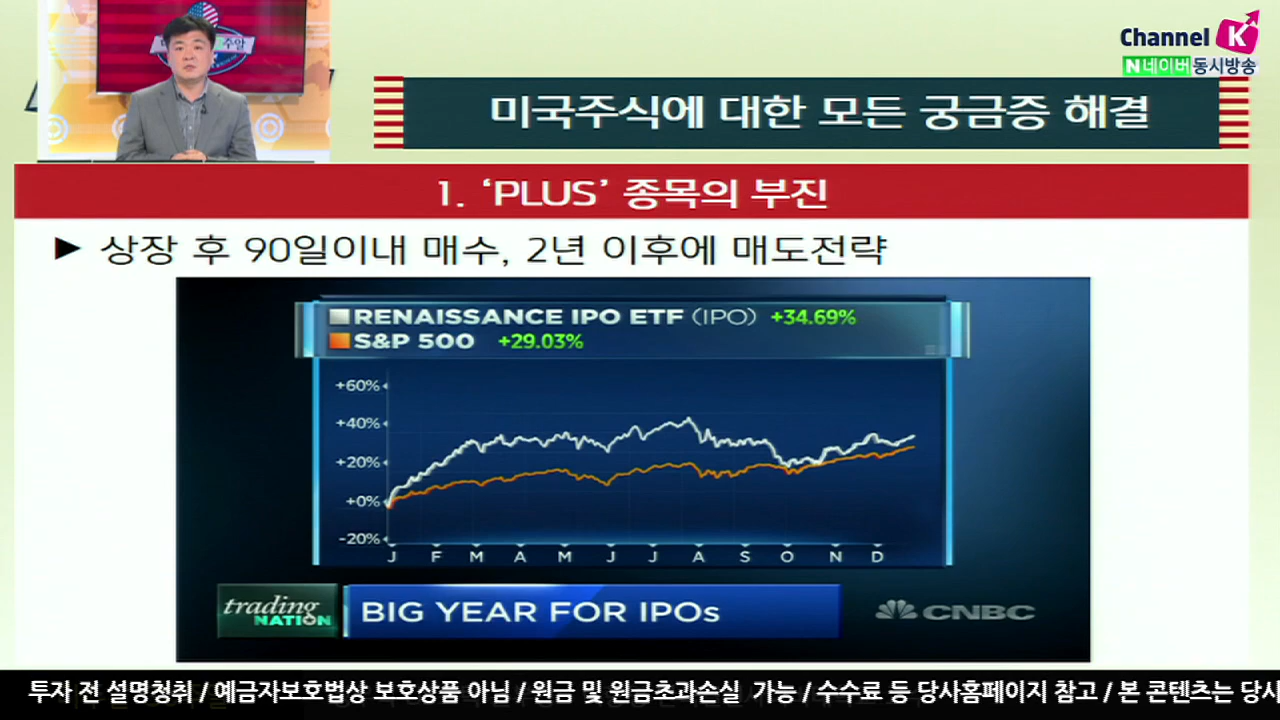 주앙
Channel K
N 네이버 동시방송
미국주식에 대한 모든 궁금증 해결
1. ‘PLUS’ 종목의 부진
▶ 상장 후 90일이내 매수, 2년 이후에 매도전략
RENAISSANCE IPO ETF (IPO) +34.69%
S&P 500 +29.03%
+60%
+40%
+20%
+0%
-20%
J F M A M J J A S O N D
trading NATION
BIG YEAR FOR IPOs
CNBC
투자 전 설명청취 / 예금자보호법상 보호상품 아님 / 원금 및 원금초과손실 가능 / 수수료 등 당사홈페이지 참고 / 본 콘텐츠는 당사